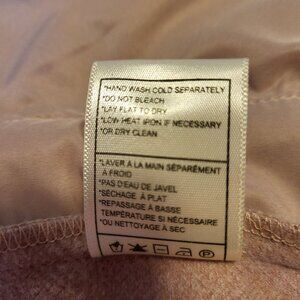 *HAND WASH COLD SEPARATELY
*DO NOT BLEACH
*LAY FLAT TO DRY
*LOW HEAT IRON IF NECESSARY
*OR DRY CLEAN
*LAVER À LA MAIN SÉPARÉMENT
À FROID
*PAS D'EAU DE JAVEL
*SÉCHAGE À PLAT
*REPASSAGE À BASSE
TEMPÉRATURE SI NÉCESSAIRE
*OU NETTOYAGE À SEC
P